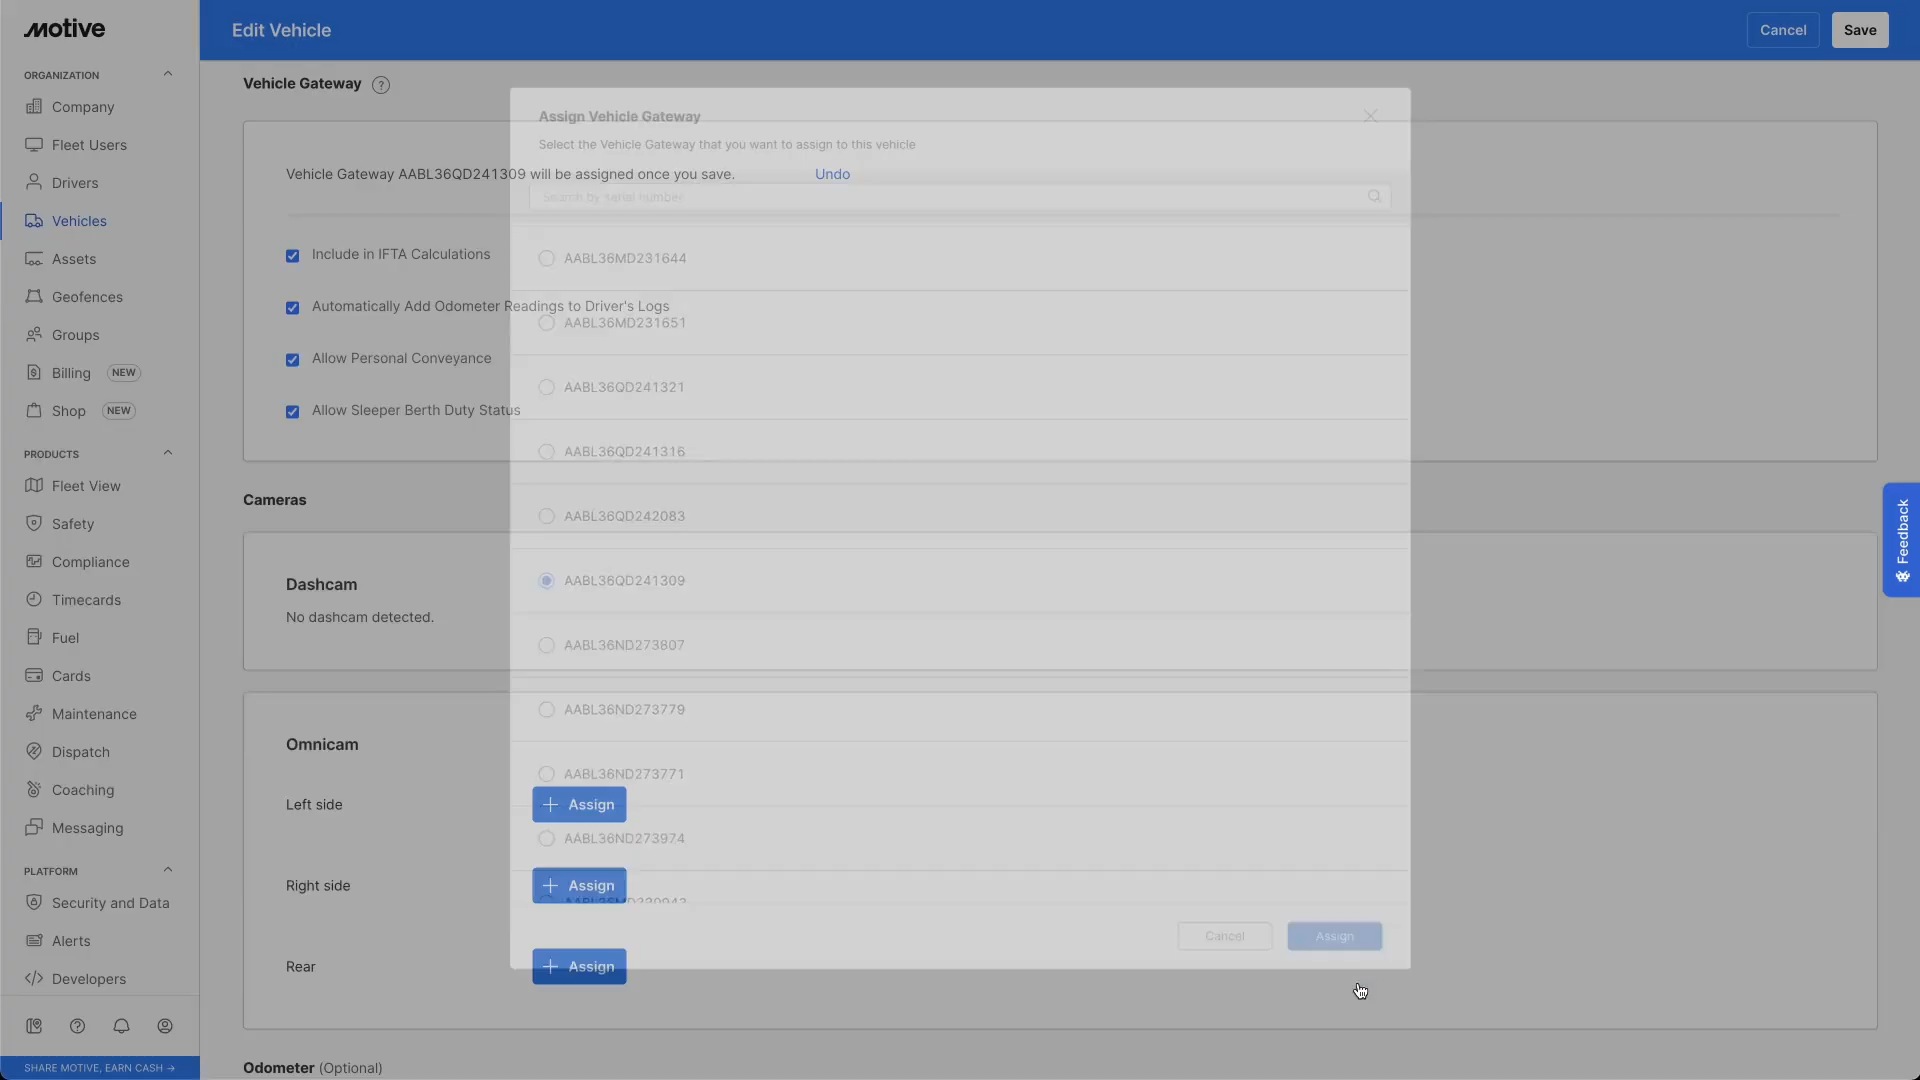 motive
ORGANIZATION
Company
Fleet Users
Drivers
Vehicles
Assets
Geofences
Groups
Billing NEW
Shop NEW
PRODUCTS
Fleet View
Safety
Compliance
Timecards
Fuel
Cards
Maintenance
Dispatch
Coaching
Messaging
PLATFORM
Security and Data
Alerts
Developers
SHARE MOTIVE, EARN CASH →
Edit Vehicle
Cancel
Save
Vehicle Gateway ?
Vehicle Gateway AABL36QD241309 will be assigned once you save.
Undo
Include in IFTA Calculations
Automatically Add Odometer Readings to Driver's Logs
Allow Personal Conveyance
Allow Sleeper Berth Duty Status
Cameras
Dashcam
No dashcam detected.
Omnicam
Left side
+ Assign
Right side
+ Assign
Rear
+ Assign
Odometer (Optional)
Assign Vehicle Gateway
Select the Vehicle Gateway that you want to assign to this vehicle
Search by serial number
AABL36MD231644
AABL36MD231651
AABL36QD241321
AABL36QD241316
AABL36QD242083
AABL36QD241309
AABL36ND273807
AABL36ND273779
AABL36ND273771
AABL36ND273974
Cancel
Assign
Feedback